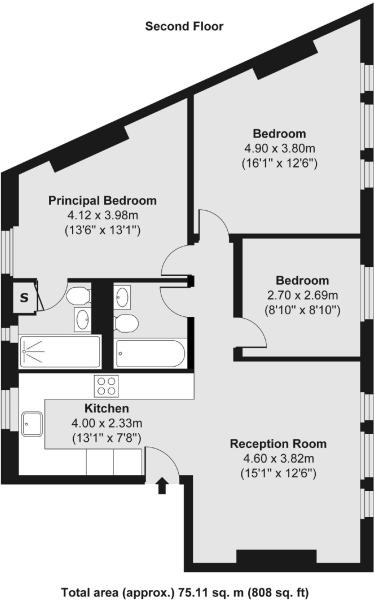 Second Floor
Bedroom
4.90 x 3.80m
(16'1" x 12'6")
Principal Bedroom
4.12 x 3.98m
(13'6" x 13'1")
Bedroom
2.70 x 2.69m
(8'10" x 8'10")
S
Kitchen
4.00 x 2.33m
(13'1" x 7'8")
Reception Room
4.60 x 3.82m
(15'1" x 12'6")
Total area (approx.) 75.11 sq. m (808 sq. ft)